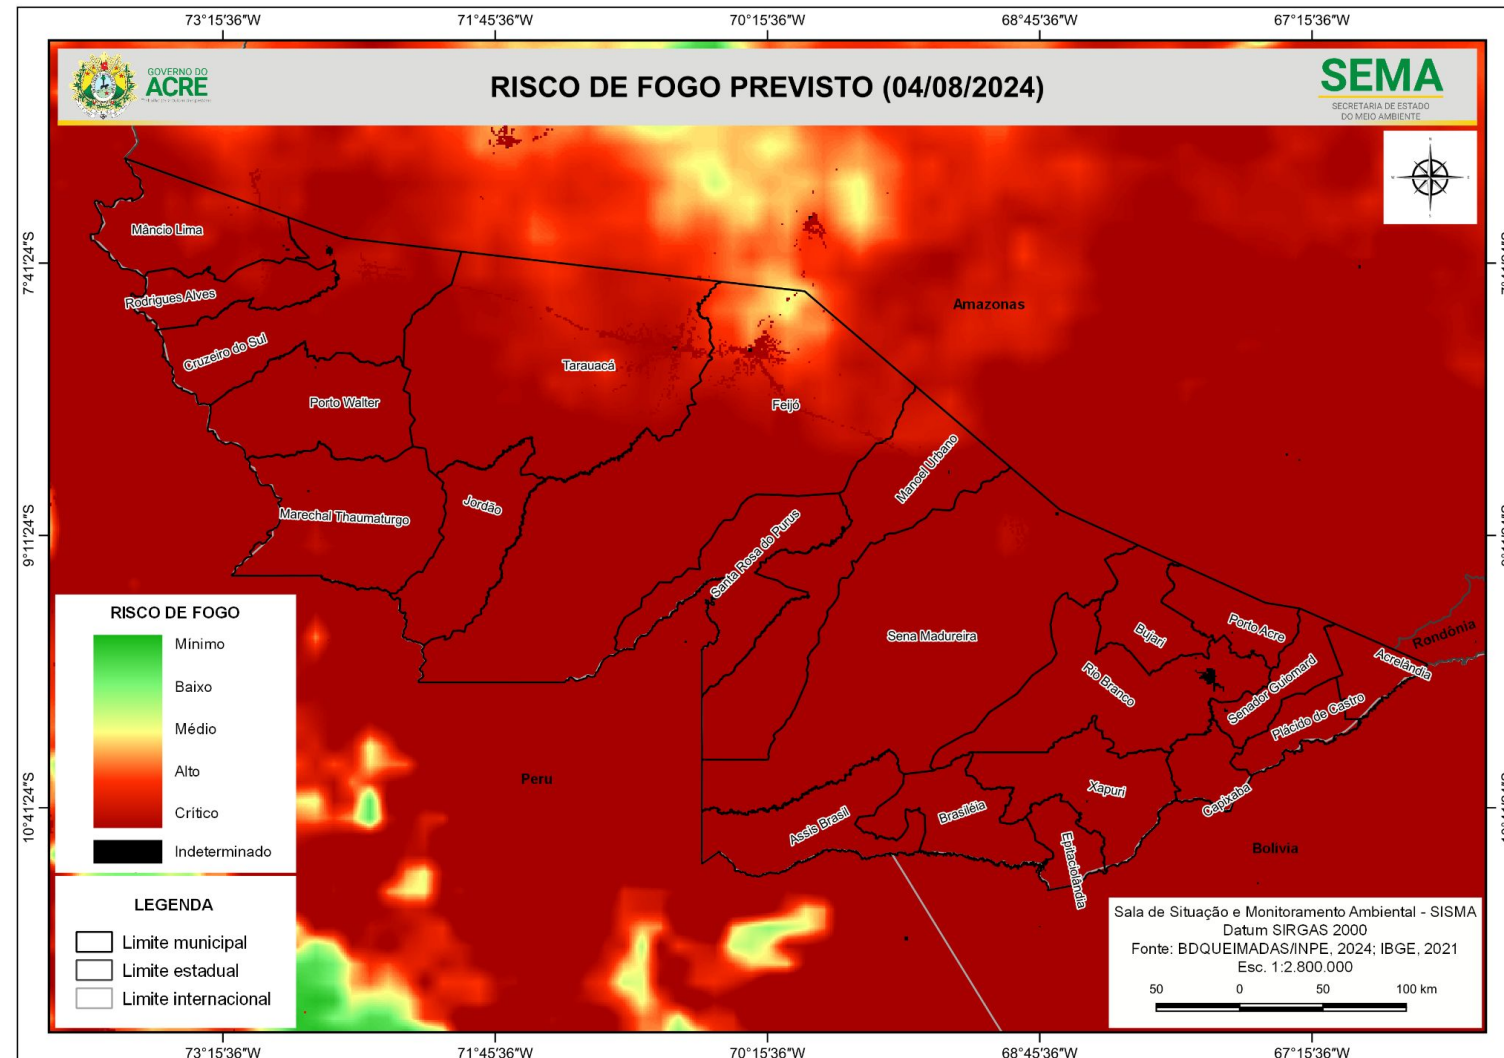 73°15'36"W
71°45'36"W
70°15'36"W
68°45'36"W
67°15'36"W
GOVERNO DO
ACRE
RISCO DE FOGO PREVISTO (04/08/2024)
SEMA
SECRETARIA DE ESTADO
DO MEIO AMBIENTE
7°41'24"S
9°11'24"S
10°41'24"S
Mâncio Lima
Rodrigues Alves
Cruzeiro do Sul
Porto Walter
Marechal Thaumaturgo
Jordão
Tarauacá
Feijó
Amazonas
Manoel Urbano
Santa Rosa do Purus
Sena Madureira
Bujari
Porto Acre
Rio Branco
Senador Guiomard
Acrelândia
Rondônia
Plácido de Castro
Xapuri
Capixaba
Brasiléia
Assis Brasil
Epitaciolândia
Peru
Bolivia
RISCO DE FOGO
Mínimo
Baixo
Médio
Alto
Crítico
Indeterminado
LEGENDA
Limite municipal
Limite estadual
Limite internacional
Sala de Situação e Monitoramento Ambiental - SISMA
Datum SIRGAS 2000
Fonte: BDQUEIMADAS/INPE, 2024; IBGE, 2021
Esc. 1:2.800.000
50 0 50 100 km
73°15'36"W
71°45'36"W
70°15'36"W
68°45'36"W
67°15'36"W